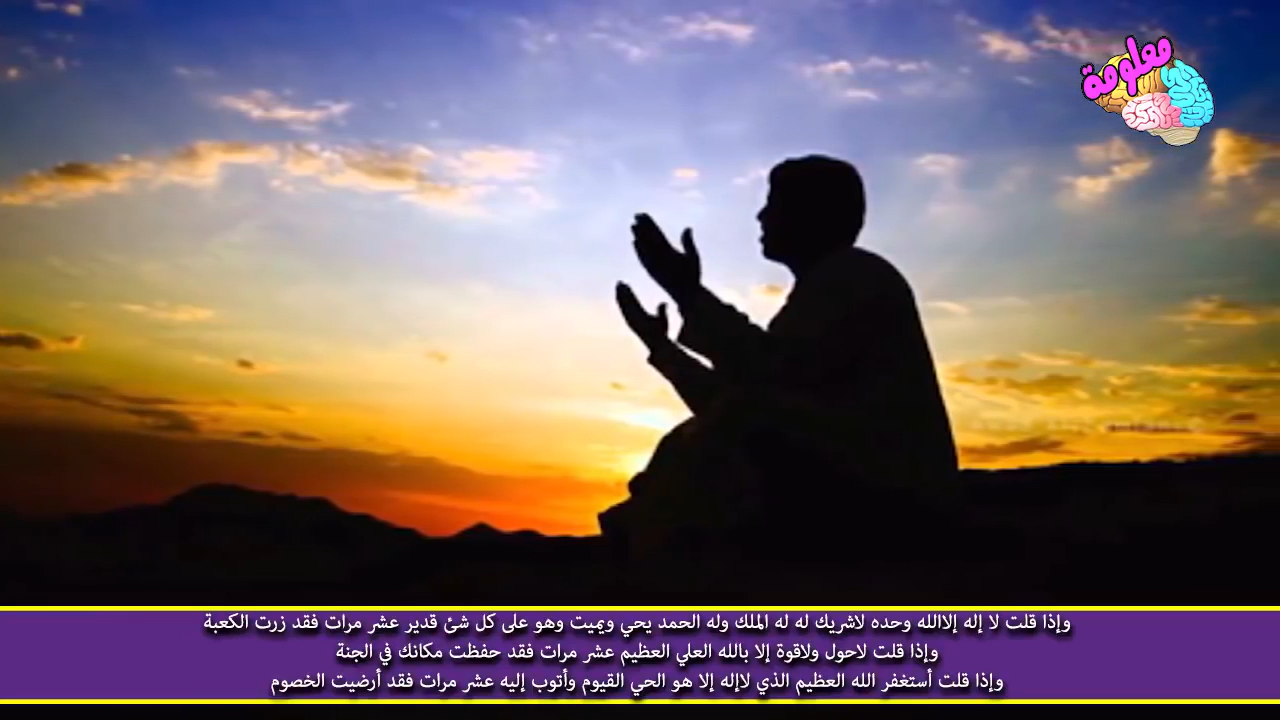 معلومة
وإذا قلت لا إله إلاالله وحده لاشريك له له الملك وله الحمد يحي ويميت وهو على كل شئ قدير عشر مرات فقد زرت الكعبة
وإذا قلت لاحول ولاقوة إلا بالله العلي العظيم عشر مرات فقد حفظت مكانك في الجنة
وإذا قلت أستغفر الله العظيم الذي لاإله إلا هو الحي القيوم وأتوب إليه عشر مرات فقد أرضيت الخصوم